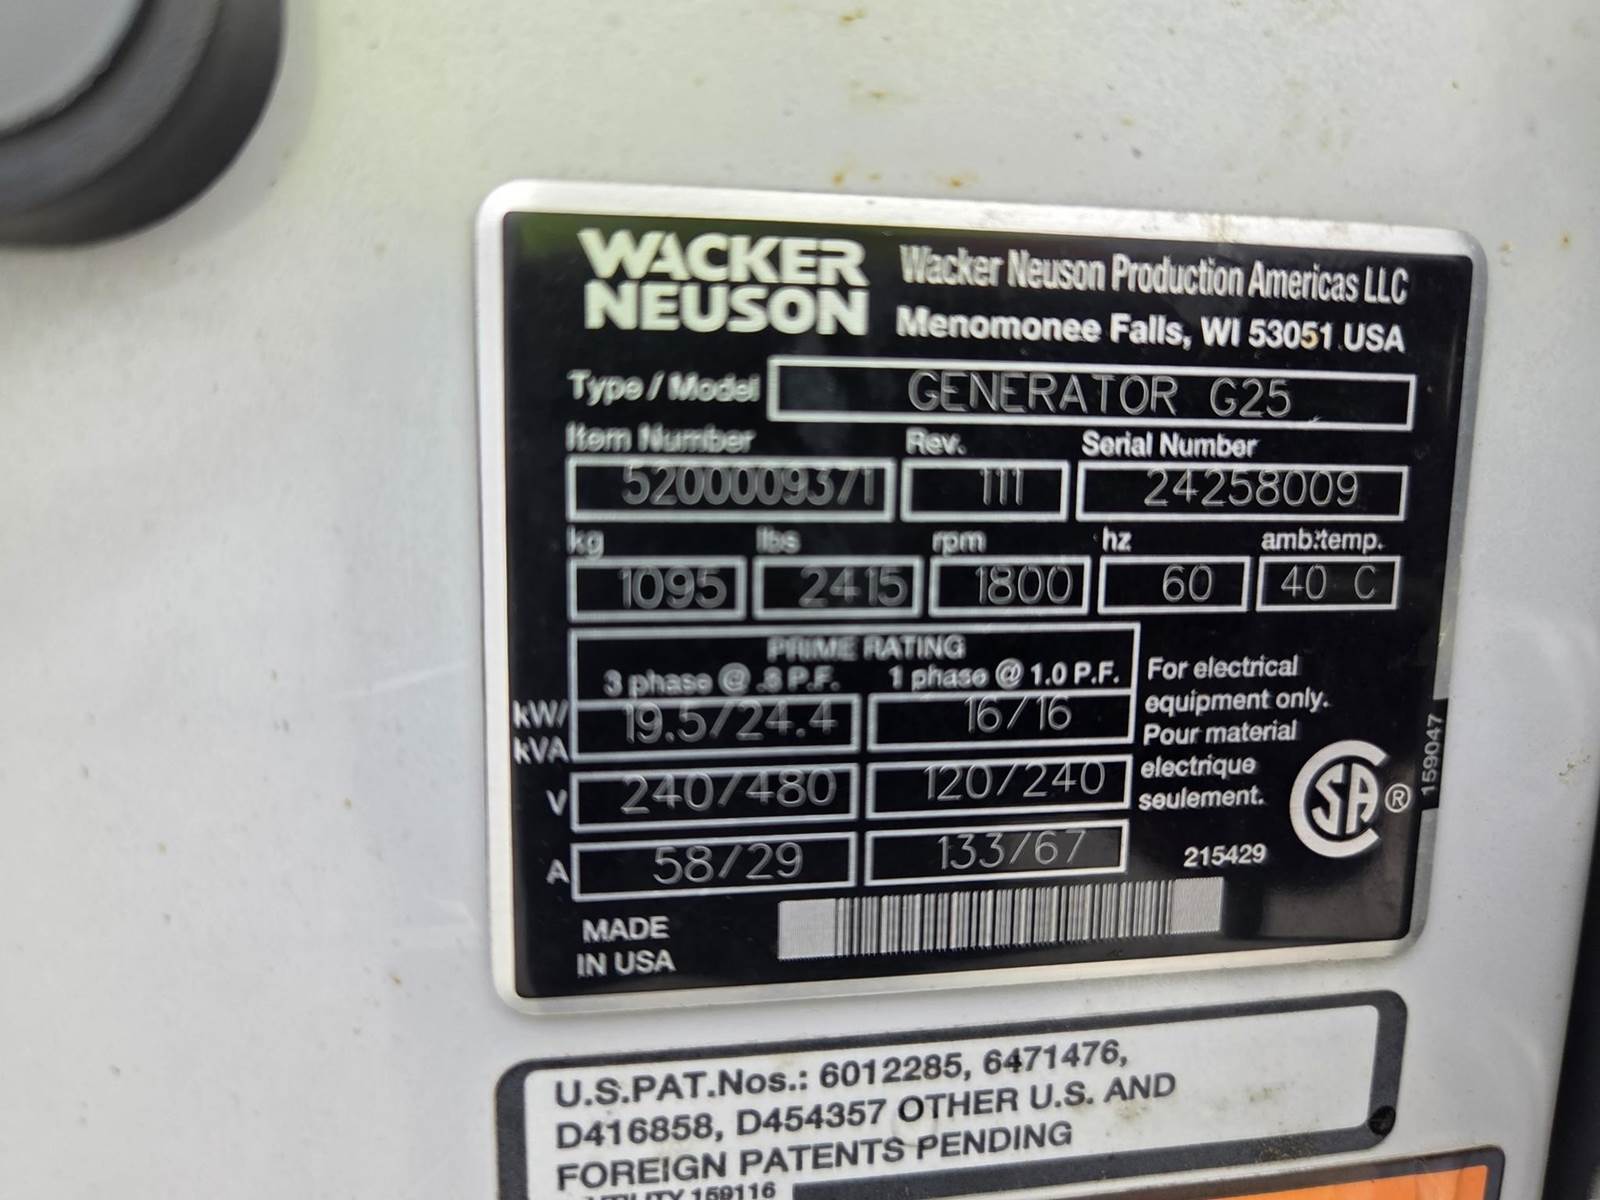 WACKER NEUSON
Wacker Neuson Production Americas LLC
Menomonee Falls, WI 53051 USA
Type / Model GENERATOR G25
Item Number Rev. Serial Number
5200009371 111 24258009
kg lbs rpm hz amb.temp.
1095 2415 1800 60 40 C
PRIME RATING
3 phase @ .8 P.F. 1 phase @ 1.0 P.F.
kW/kVA 19.5/24.4 16/16
V 240/480 120/240
A 58/29 133/67
For electrical
equipment only.
Pour material
electrique
seulement.
SA ®
159047
215429
MADE
IN USA
U.S.PAT.Nos.: 6012285, 6471476,
D416858, D454357 OTHER U.S. AND
FOREIGN PATENTS PENDING
UTILITY 159116